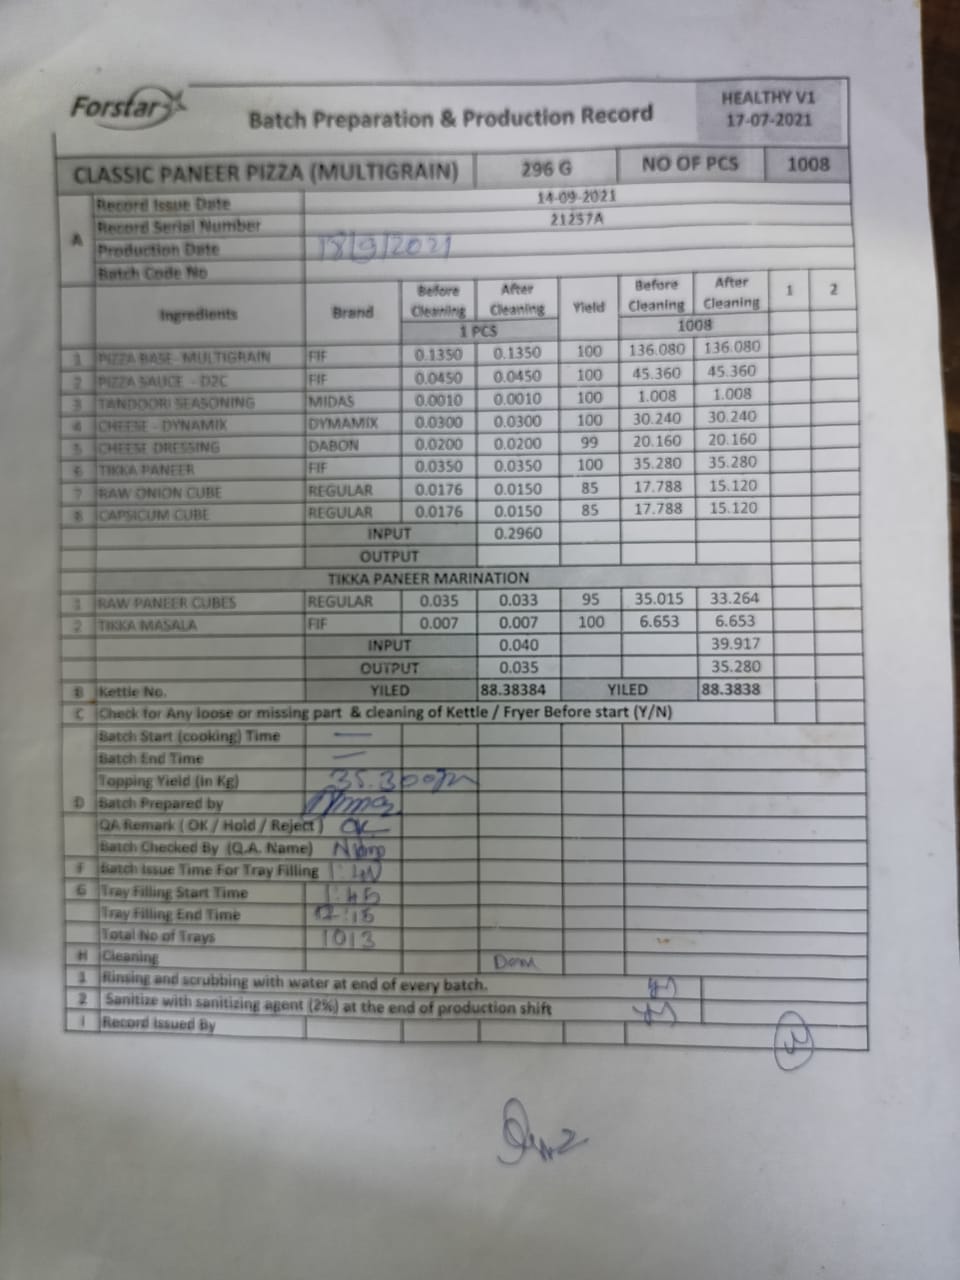 Forstar
Batch Preparation & Production Record
HEALTHY V1
17-07-2021
CLASSIC PANEER PIZZA (MULTIGRAIN) 296 G NO OF PCS 1008
A Record Issue Date 14-09-2021
Record Serial Number 21257A
Production Date 18/9/2021
Batch Code No
Ingredients Brand Before Cleaning After Cleaning Yield Before Cleaning After Cleaning 1 2
1 PCS 1008
1 PIZZA BASE- MULTIGRAIN FIF 0.1350 0.1350 100 136.080 136.080
2 PIZZA SAUCE - D2C FIF 0.0450 0.0450 100 45.360 45.360
3 TANDOORI SEASONING MIDAS 0.0010 0.0010 100 1.008 1.008
4 CHEESE - DYNAMIX DYMAMIX 0.0300 0.0300 100 30.240 30.240
5 CHEESE DRESSING DABON 0.0200 0.0200 99 20.160 20.160
6 TIKKA PANEER FIF 0.0350 0.0350 100 35.280 35.280
7 RAW ONION CUBE REGULAR 0.0176 0.0150 85 17.788 15.120
8 CAPSICUM CUBE REGULAR 0.0176 0.0150 85 17.788 15.120
INPUT 0.2960
OUTPUT
TIKKA PANEER MARINATION
1 RAW PANEER CUBES REGULAR 0.035 0.033 95 35.015 33.264
2 TIKKA MASALA FIF 0.007 0.007 100 6.653 6.653
INPUT 0.040 39.917
OUTPUT 0.035 35.280
B Kettle No. YILED 88.38384 YILED 88.3838
C Check for Any loose or missing part & cleaning of Kettle / Fryer Before start (Y/N)
Batch Start (cooking) Time —
Batch End Time —
Topping Yield (in Kg) 35.300
D Batch Prepared by
QA Remark ( OK / Hold / Reject ) OK
Batch Checked By (Q.A. Name)
F Batch Issue Time For Tray Filling
G Tray Filling Start Time 1:45
Tray Filling End Time 12:15
Total No of Trays 1013
H Cleaning
1 Rinsing and scrubbing with water at end of every batch.
2 Sanitize with sanitizing agent (2%) at the end of production shift
I Record Issued By